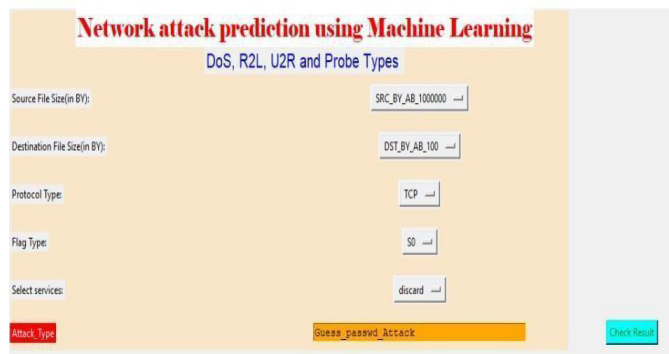 Network attack prediction using Machine Learning
DoS, R2L, U2R and Probe Types
Source File Size(in BY): SRC_BY_AB_1000000
Destination File Size(in BY): DST_BY_AB_100
Protocol Type: TCP
Flag Type: S0
Select services: discard
Attack_Type Guess_passwd_Attack Check Result